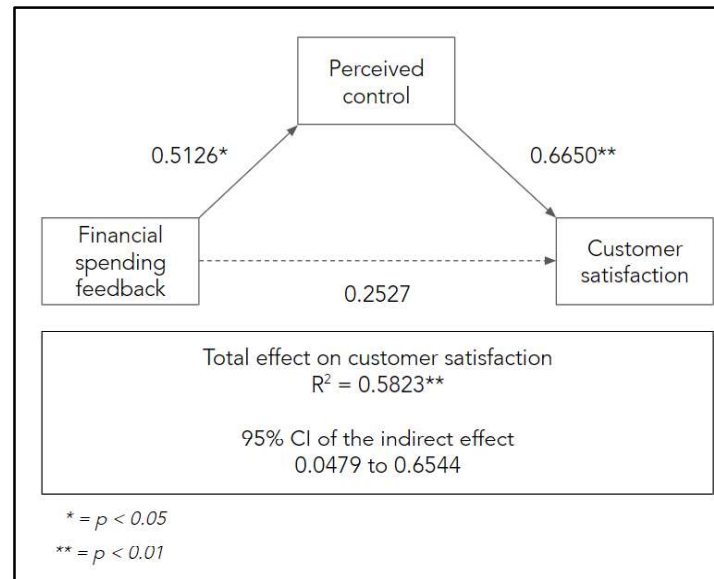 Perceived
control
0.5126*
0.6650**
Financial
spending
feedback
Customer
satisfaction
0.2527
Total effect on customer satisfaction
R² = 0.5823**
95% CI of the indirect effect
0.0479 to 0.6544
* = p < 0.05
** = p < 0.01